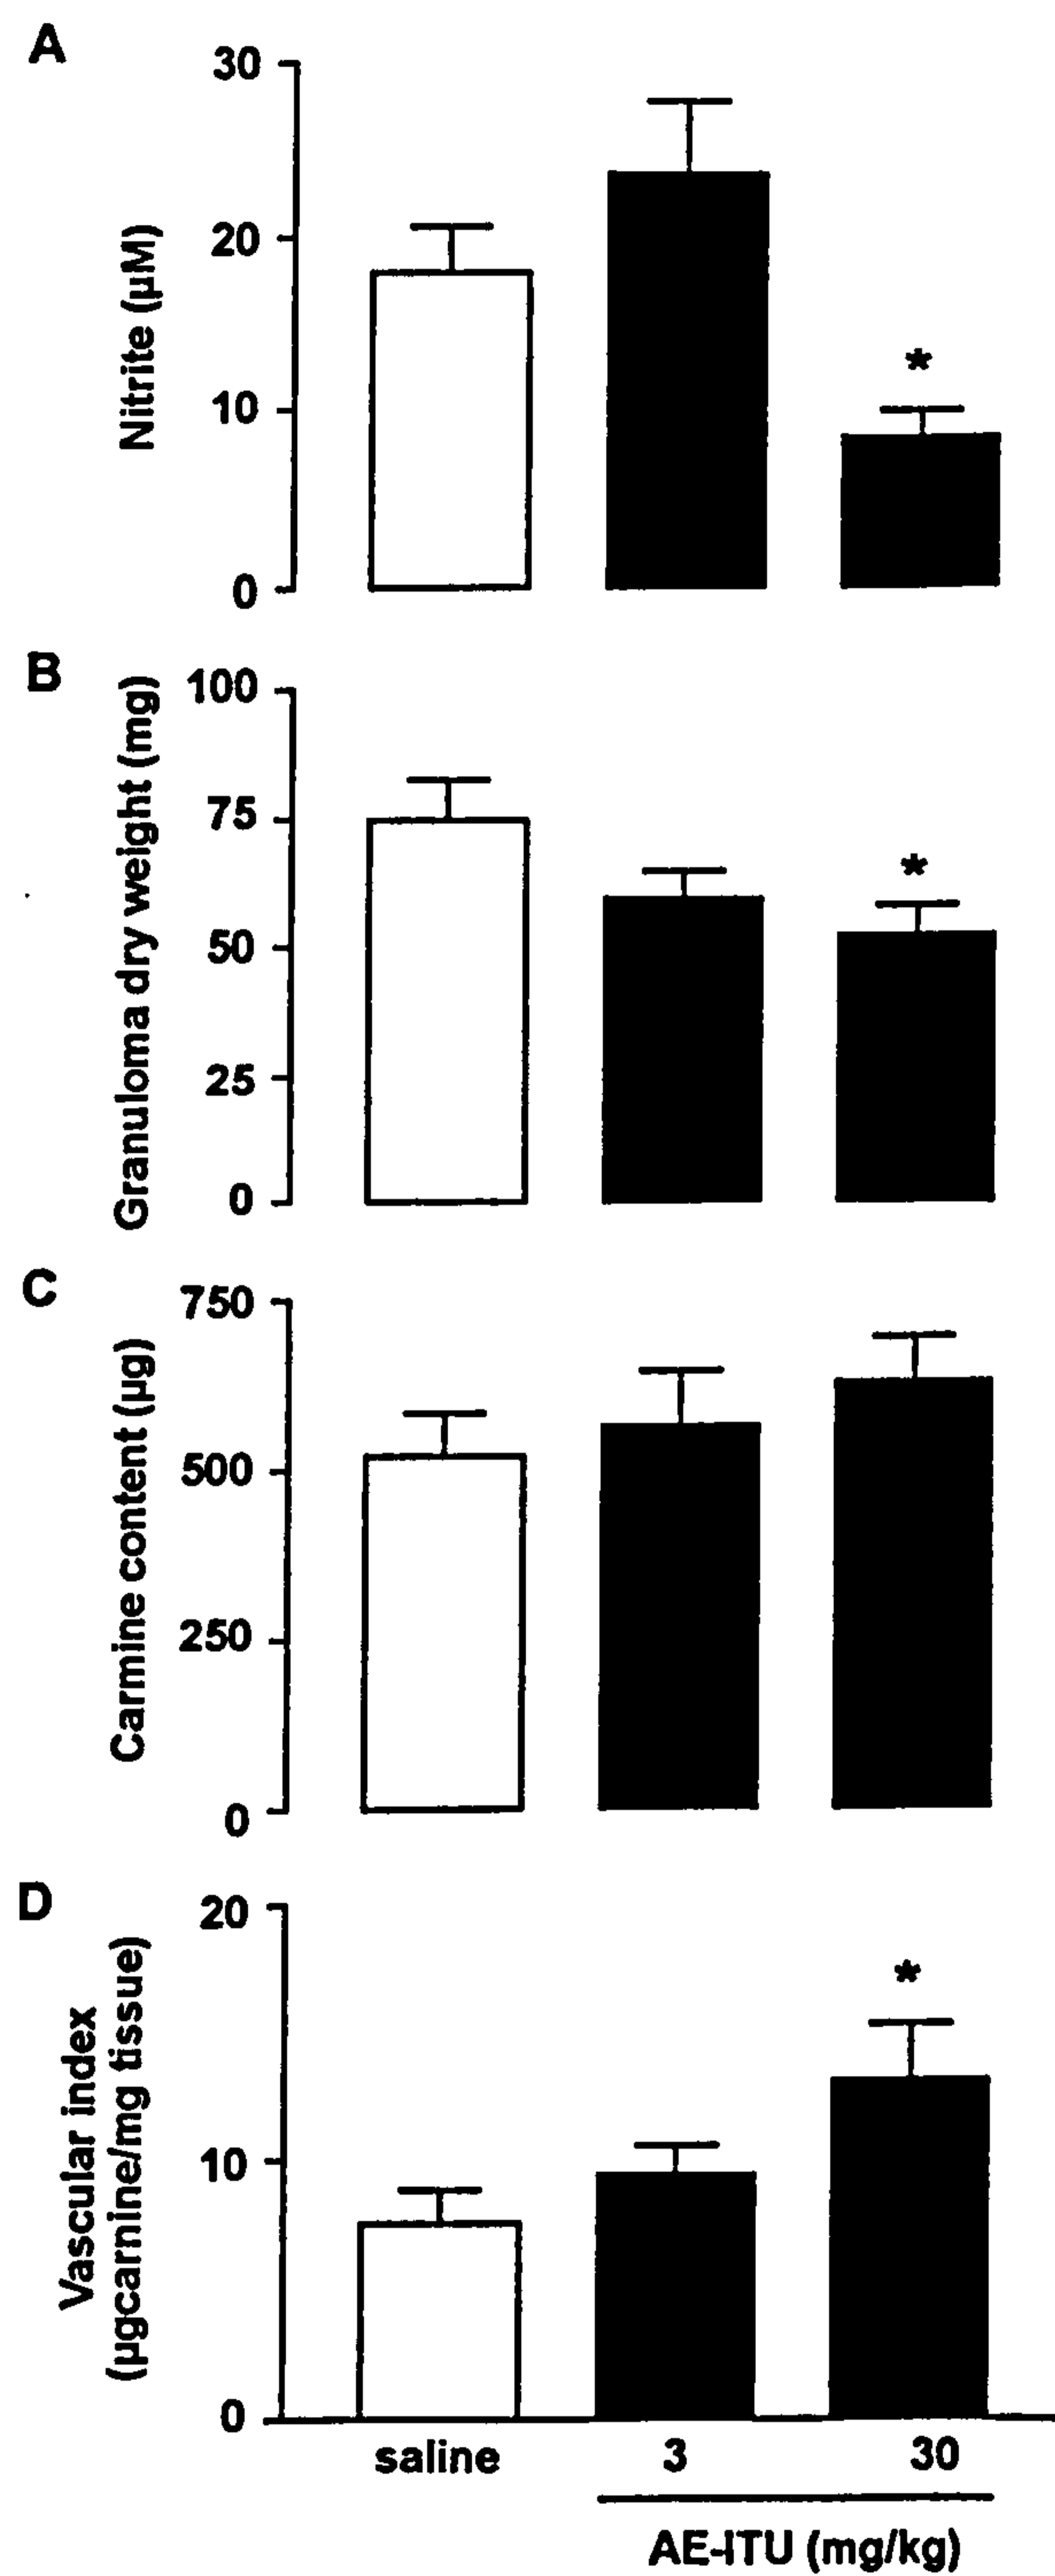 A
30
20
10
0
Nitrite (µM)
*
B
100
75
50
25
0
Granuloma dry weight (mg)
*
C
750
500
250
0
Carmine content (µg)
D
20
10
0
Vascular index
(µgcarnine/mg tissue)
*
saline 3 30
AE-ITU (mg/kg)